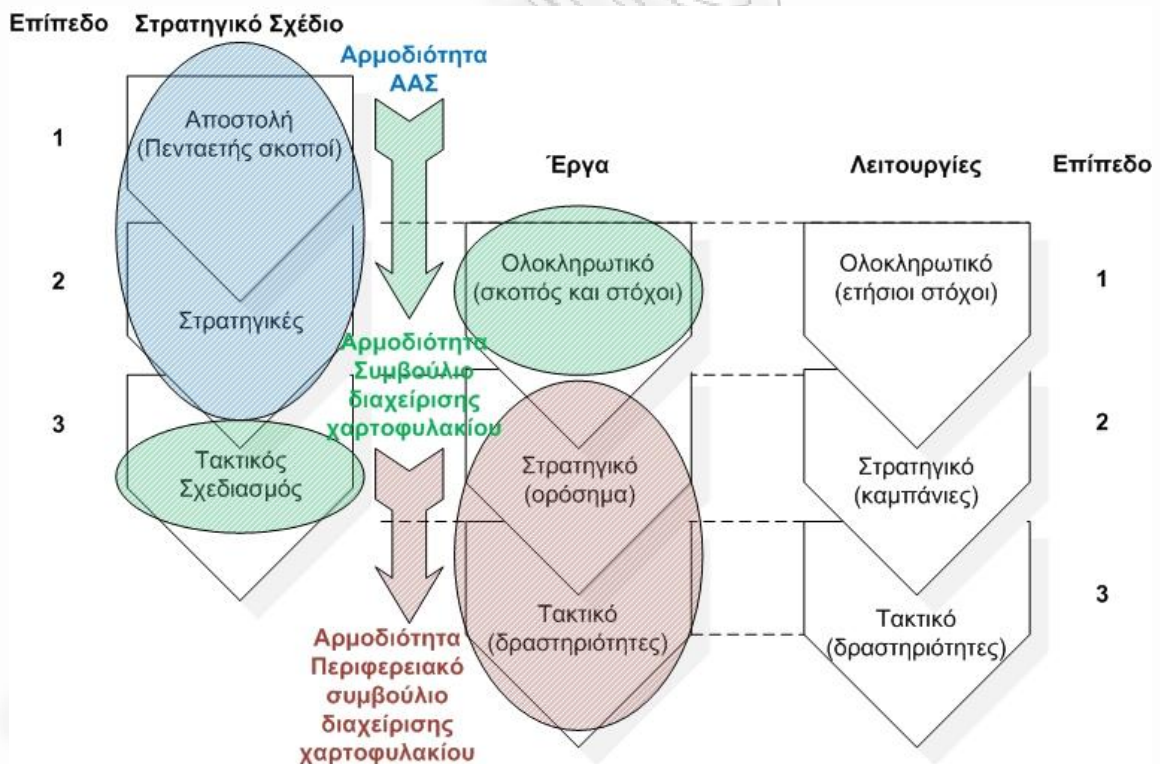 Επίπεδο
Στρατηγικό Σχέδιο
1
Αποστολή
(Πενταετής σκοποί)
2
Στρατηγικές
3
Τακτικός
Σχεδιασμός
Αρμοδιότητα
ΑΑΣ
Αρμοδιότητα
Συμβούλιο
διαχείρισης
χαρτοφυλακίου
Αρμοδιότητα
Περιφερειακό
συμβούλιο
διαχείρισης
χαρτοφυλακίου
Έργα
Ολοκληρωτικό
(σκοπός και στόχοι)
Στρατηγικό
(ορόσημα)
Τακτικό
(δραστηριότητες)
Λειτουργίες
Ολοκληρωτικό
(ετήσιοι στόχοι)
Στρατηγικό
(καμπάνιες)
Τακτικό
(δραστηριότητες)
Επίπεδο
1
2
3